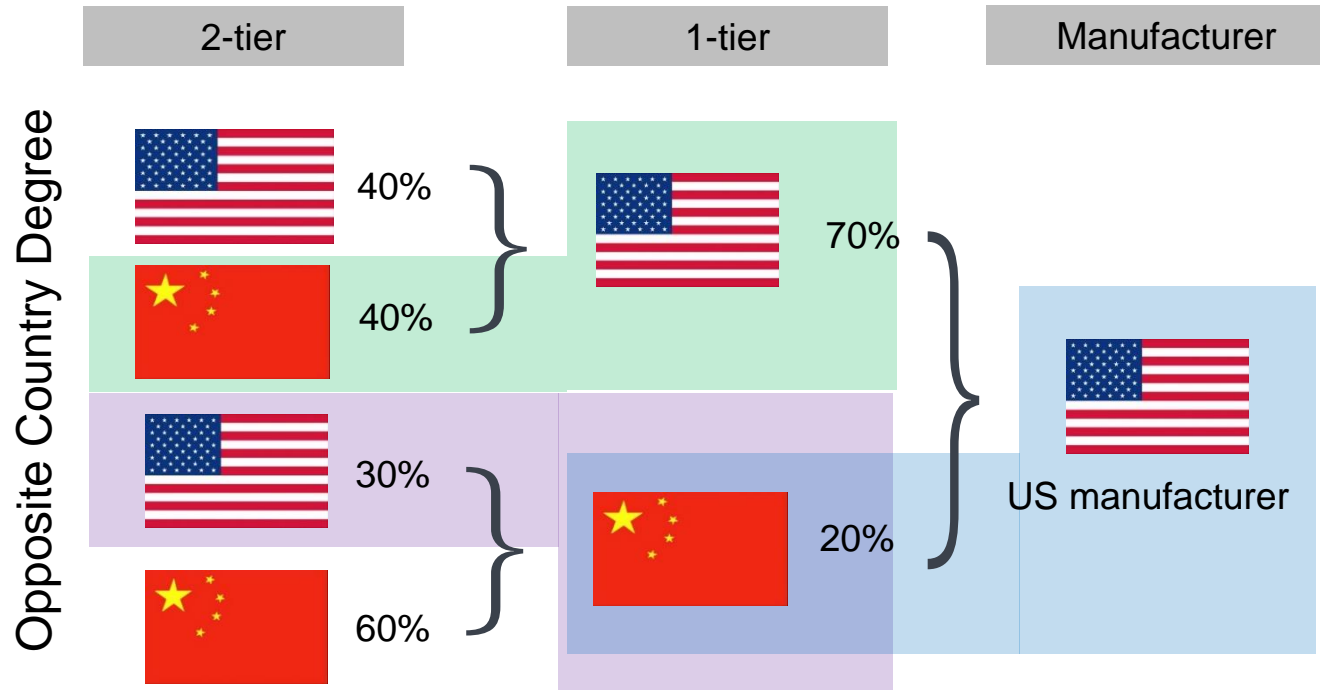 2-tier
1-tier
Manufacturer
Opposite Country Degree
40%
40%
70%
30%
60%
20%
US manufacturer